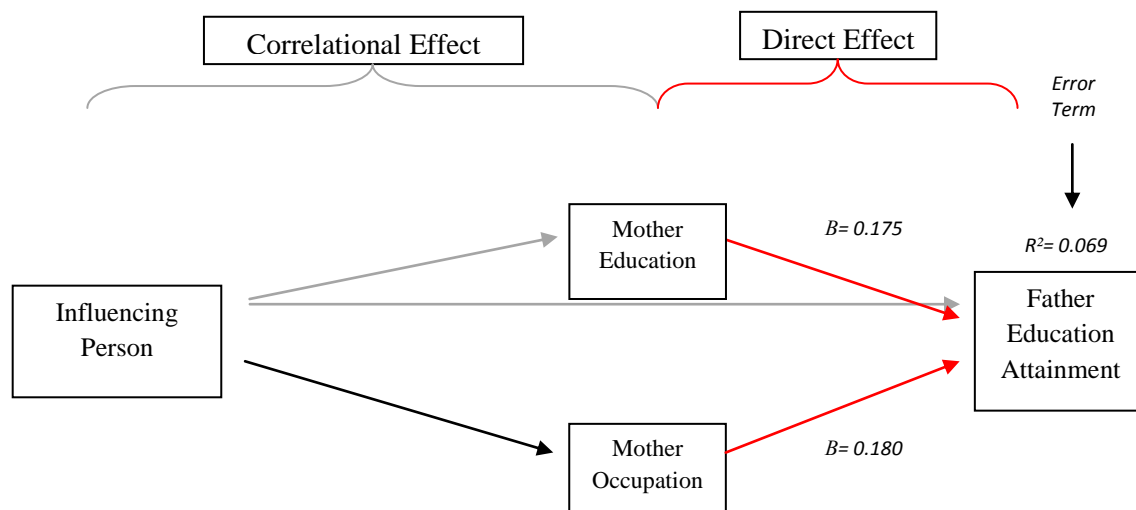 Correlational Effect
Direct Effect
Error
Term
Mother
Education
B= 0.175
R²= 0.069
Influencing
Person
Father
Education
Attainment
Mother
Occupation
B= 0.180